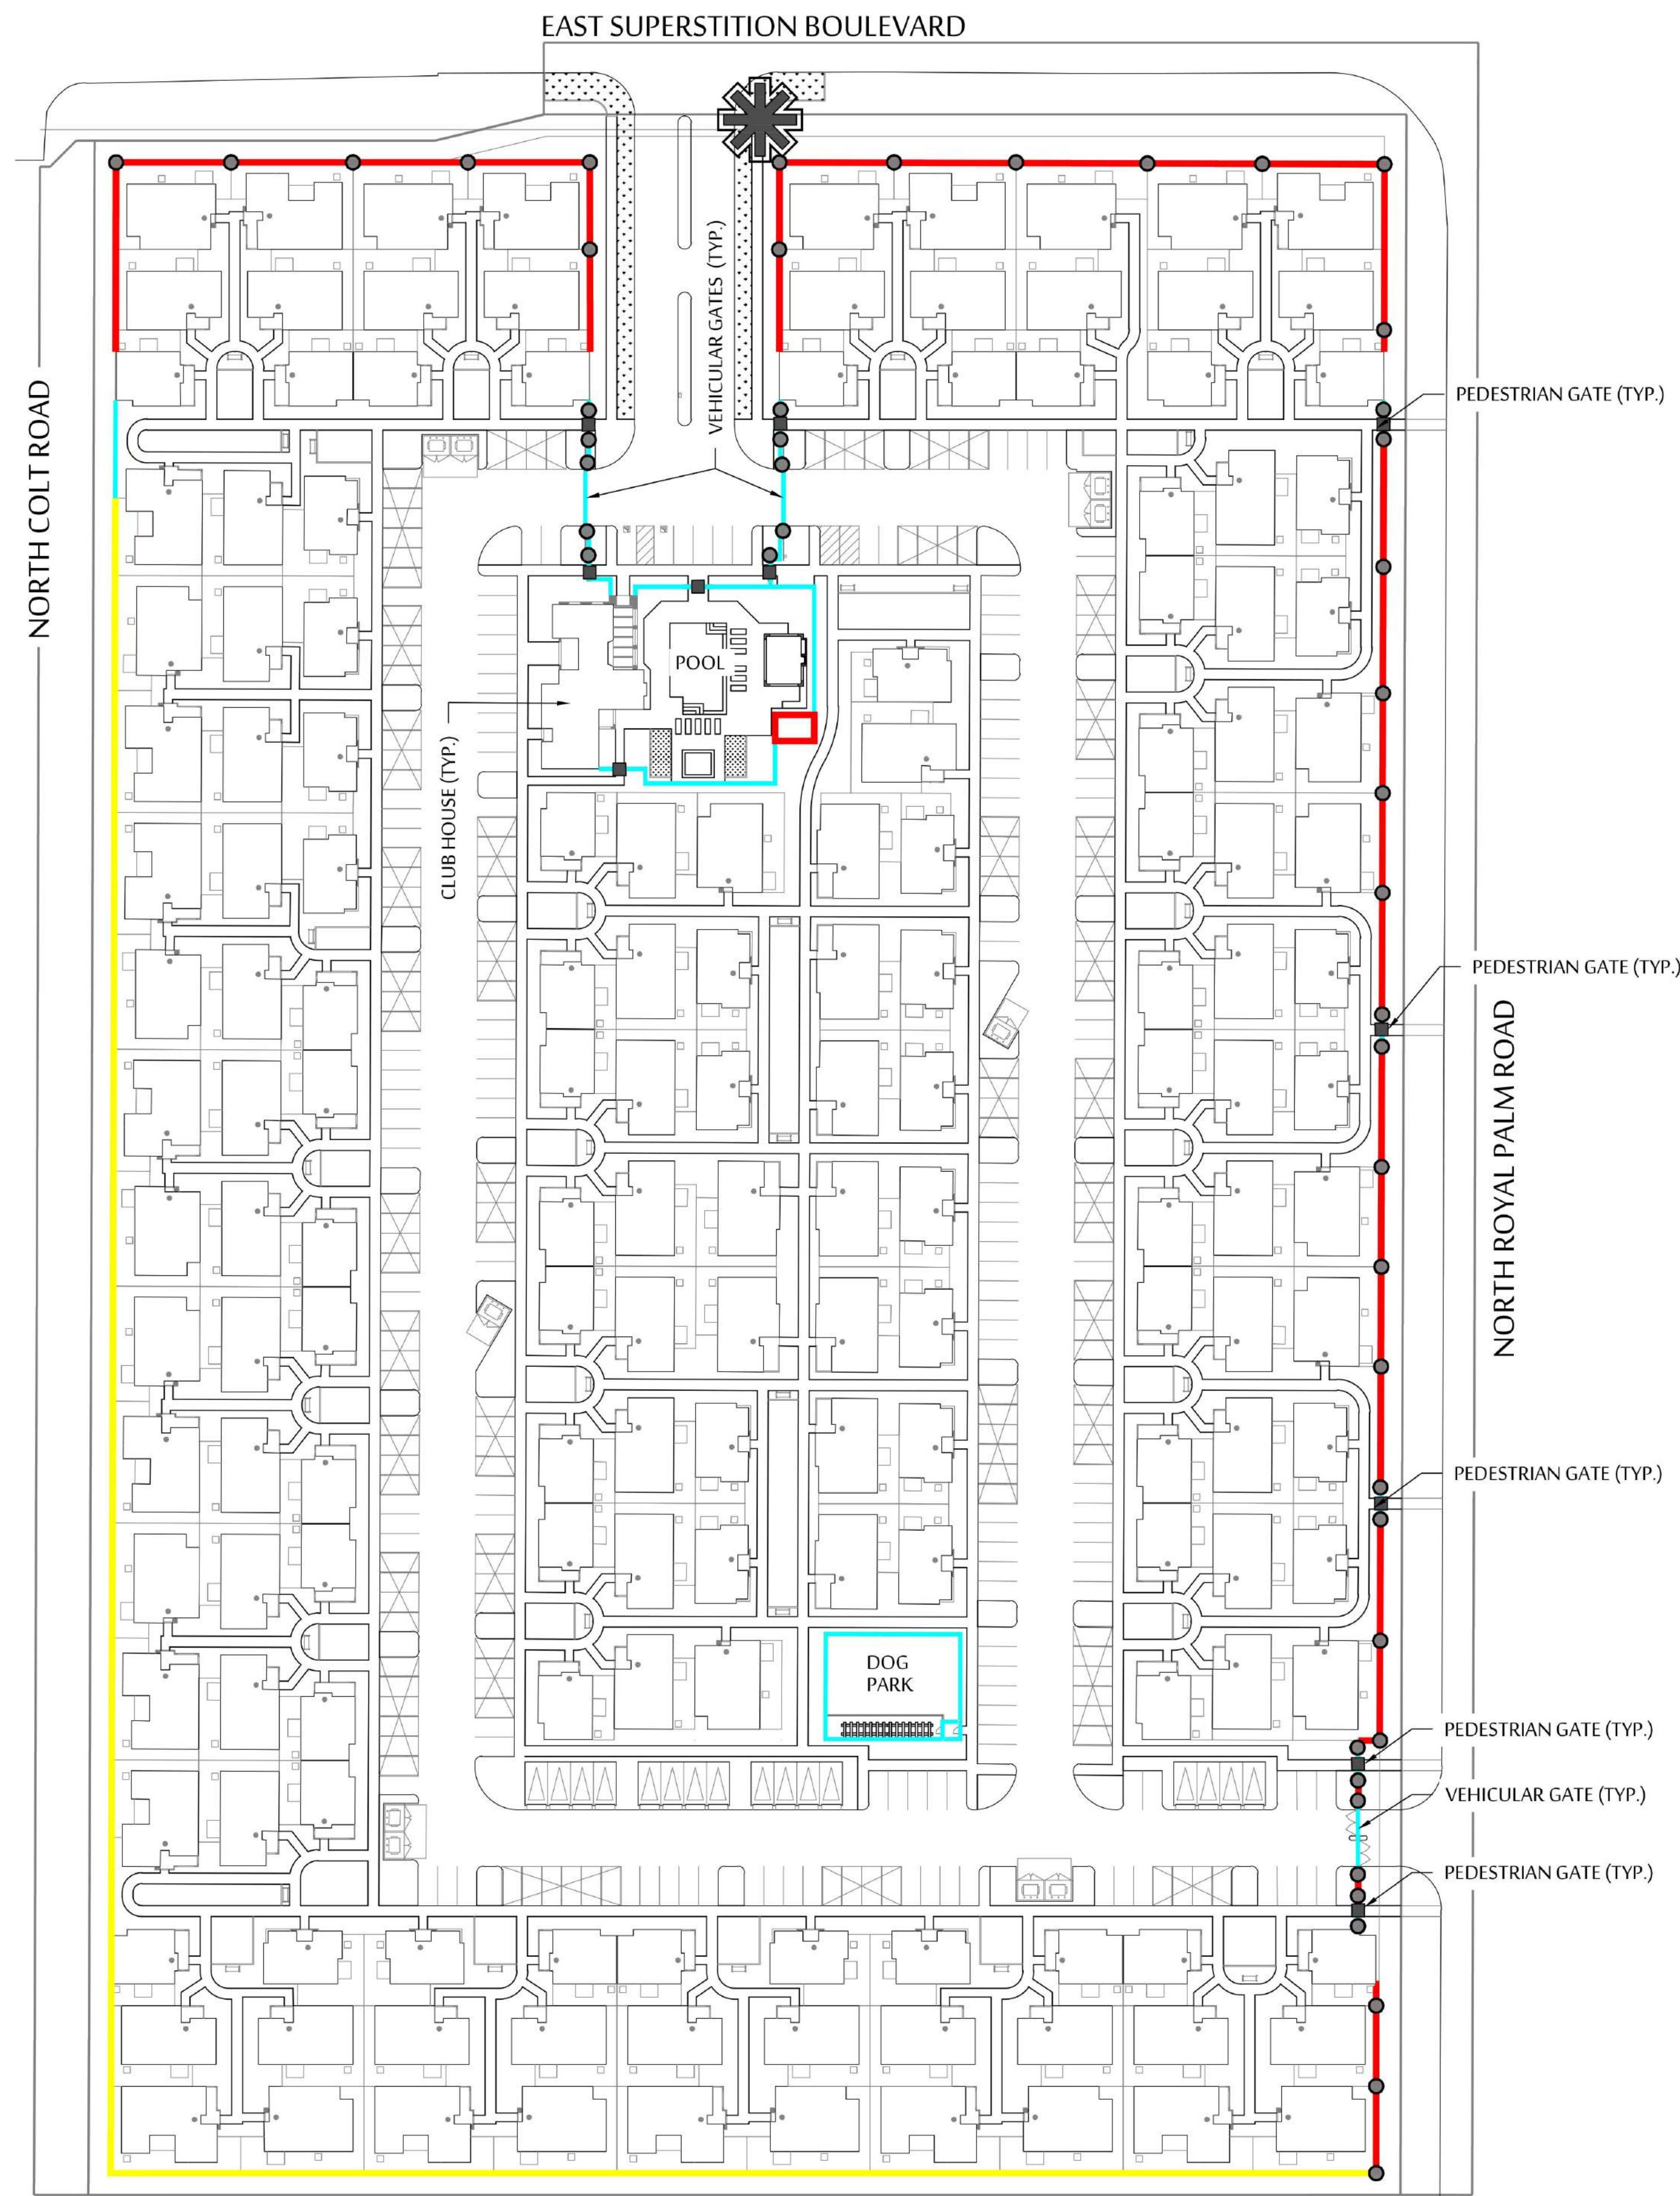 EAST SUPERSTITION BOULEVARD
VEHICULAR GATES (TYP.)
NORTH COLT ROAD
PEDESTRIAN GATE (TYP.)
POOL
CLUB HOUSE (TYP.)
PEDESTRIAN GATE (TYP.)
NORTH ROYAL PALM ROAD
PEDESTRIAN GATE (TYP.)
DOG
PARK
PEDESTRIAN GATE (TYP.)
VEHICULAR GATE (TYP.)
PEDESTRIAN GATE (TYP.)